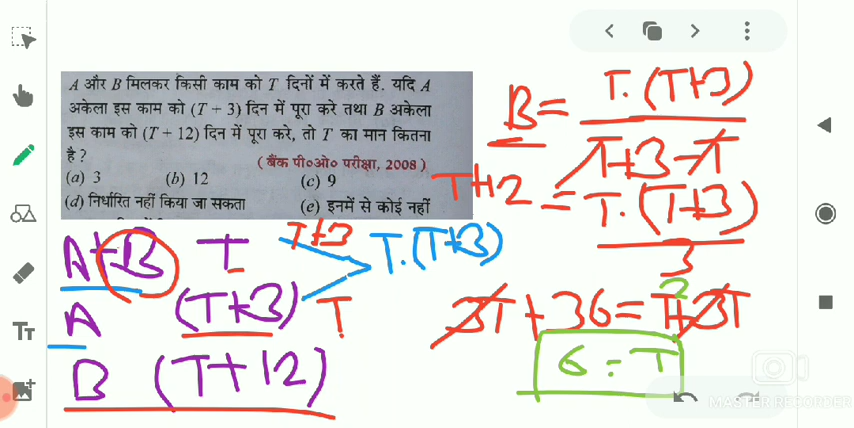 A और B मिलकर किसी काम को T दिनों में करते हैं. यदि A
अकेला इस काम को (T + 3) दिन में पूरा करे तथा B अकेला
इस काम को (T + 12) दिन में पूरा करे, तो T का मान कितना
है ?
(बैंक पी०ओ० परीक्षा, 2008)
(a) 3 (b) 12 (c) 9
(d) निर्धारित नहीं किया जा सकता (e) इनमें से कोई नहीं
A+B T T+3 T.(T+3)
A (T+3) T
B (T+12)
B = T.(T+3)
T+3-T
T+12 = T.(T+3)
3
3T + 36 = T²+3T
6 = T
Tт
MASTER RECORDER